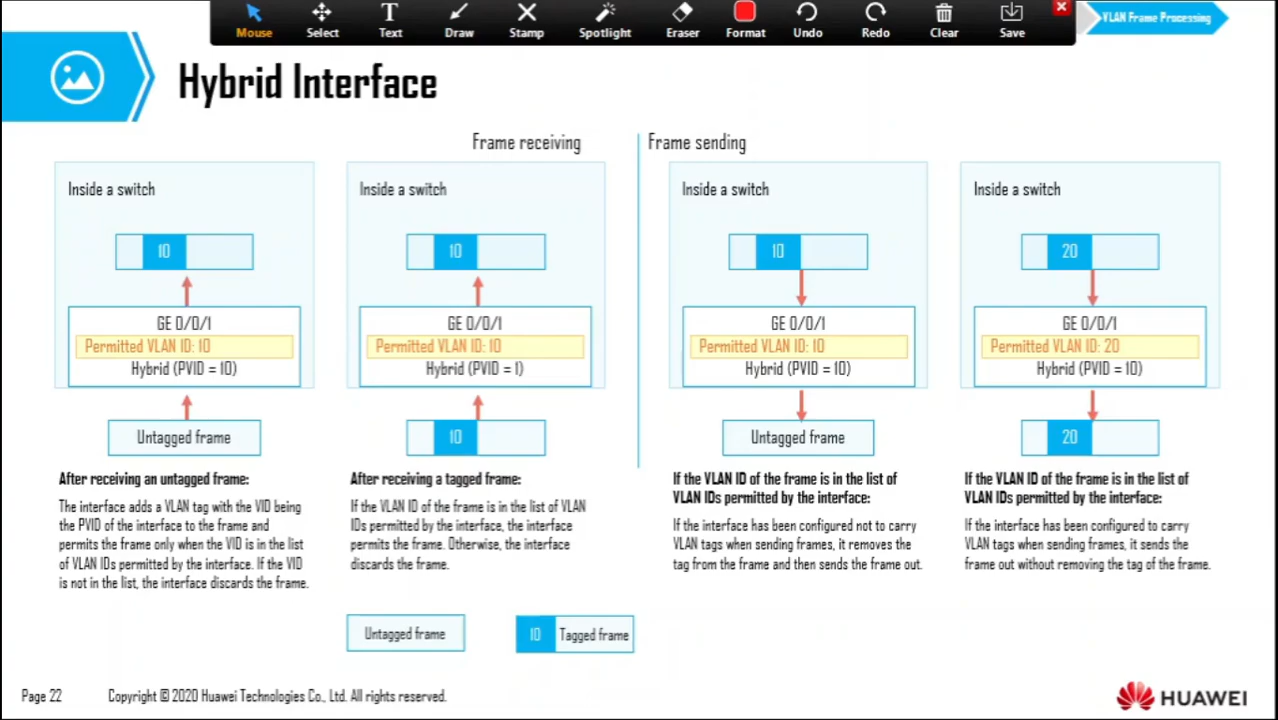 Mouse
Select
Text
Draw
Stamp
Spotlight
Eraser
Format
Undo
Redo
Clear
Save
VLAN Frame Processing
Hybrid Interface
Frame receiving
Frame sending
Inside a switch
10
GE 0/0/1
Permitted VLAN ID: 10
Hybrid (PVID = 10)
Untagged frame
After receiving an untagged frame:
The interface adds a VLAN tag with the VID being
the PVID of the interface to the frame and
permits the frame only when the VID is in the list
of VLAN IDs permitted by the interface. If the VID
is not in the list, the interface discards the frame.
Inside a switch
10
GE 0/0/1
Permitted VLAN ID: 10
Hybrid (PVID = 1)
10
After receiving a tagged frame:
If the VLAN ID of the frame is in the list of VLAN
IDs permitted by the interface, the interface
permits the frame. Otherwise, the interface
discards the frame.
Inside a switch
10
GE 0/0/1
Permitted VLAN ID: 10
Hybrid (PVID = 10)
Untagged frame
If the VLAN ID of the frame is in the list of
VLAN IDs permitted by the interface:
If the interface has been configured not to carry
VLAN tags when sending frames, it removes the
tag from the frame and then sends the frame out.
Inside a switch
20
GE 0/0/1
Permitted VLAN ID: 20
Hybrid (PVID = 10)
20
If the VLAN ID of the frame is in the list of
VLAN IDs permitted by the interface:
If the interface has been configured to carry
VLAN tags when sending frames, it sends the
frame out without removing the tag of the frame.
Untagged frame
10 Tagged frame
Page 22
Copyright © 2020 Huawei Technologies Co., Ltd. All rights reserved.
HUAWEI